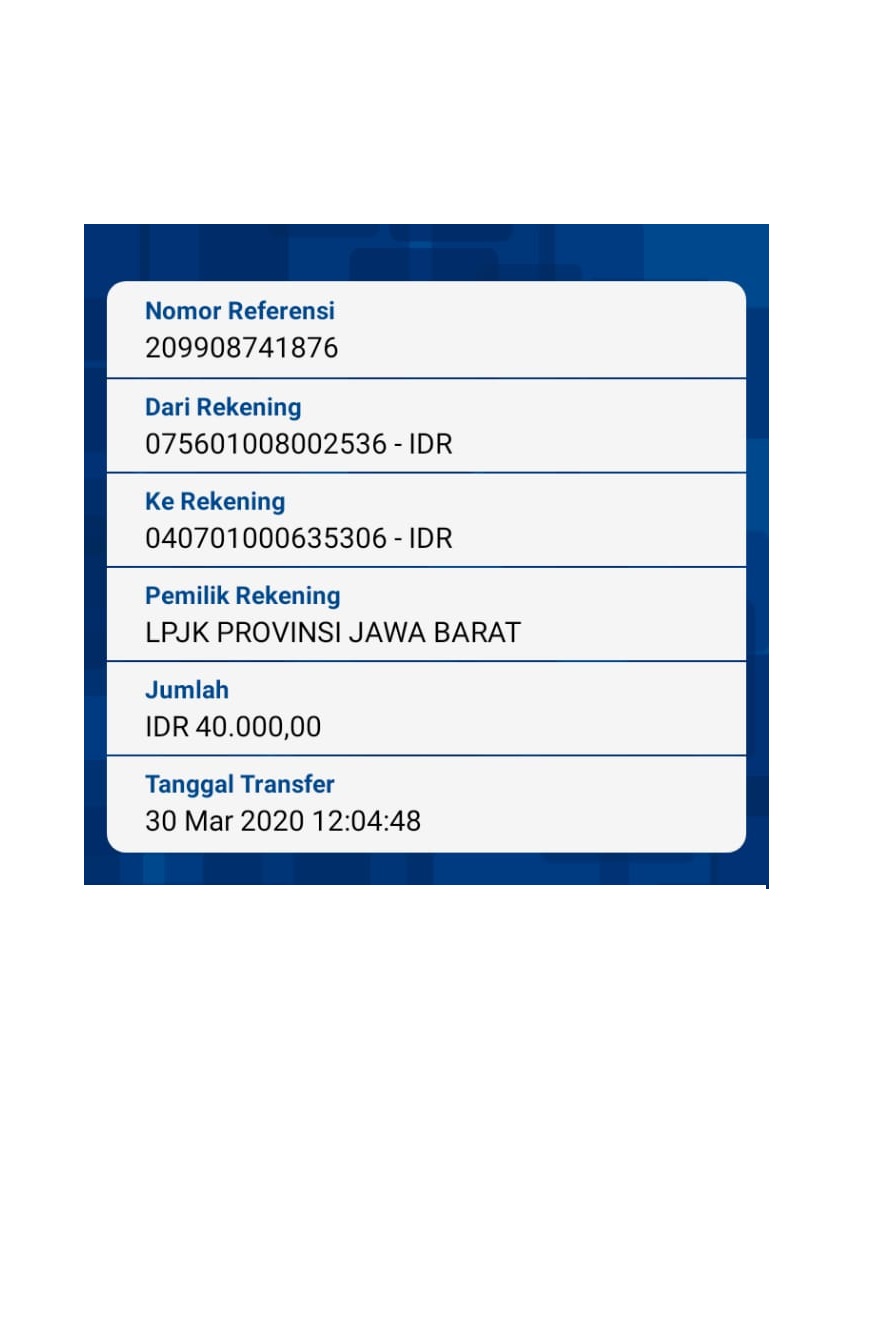 Nomor Referensi
209908741876
Dari Rekening
075601008002536 - IDR
Ke Rekening
040701000635306 - IDR
Pemilik Rekening
LPJK PROVINSI JAWA BARAT
Jumlah
IDR 40.000,00
Tanggal Transfer
30 Mar 2020 12:04:48